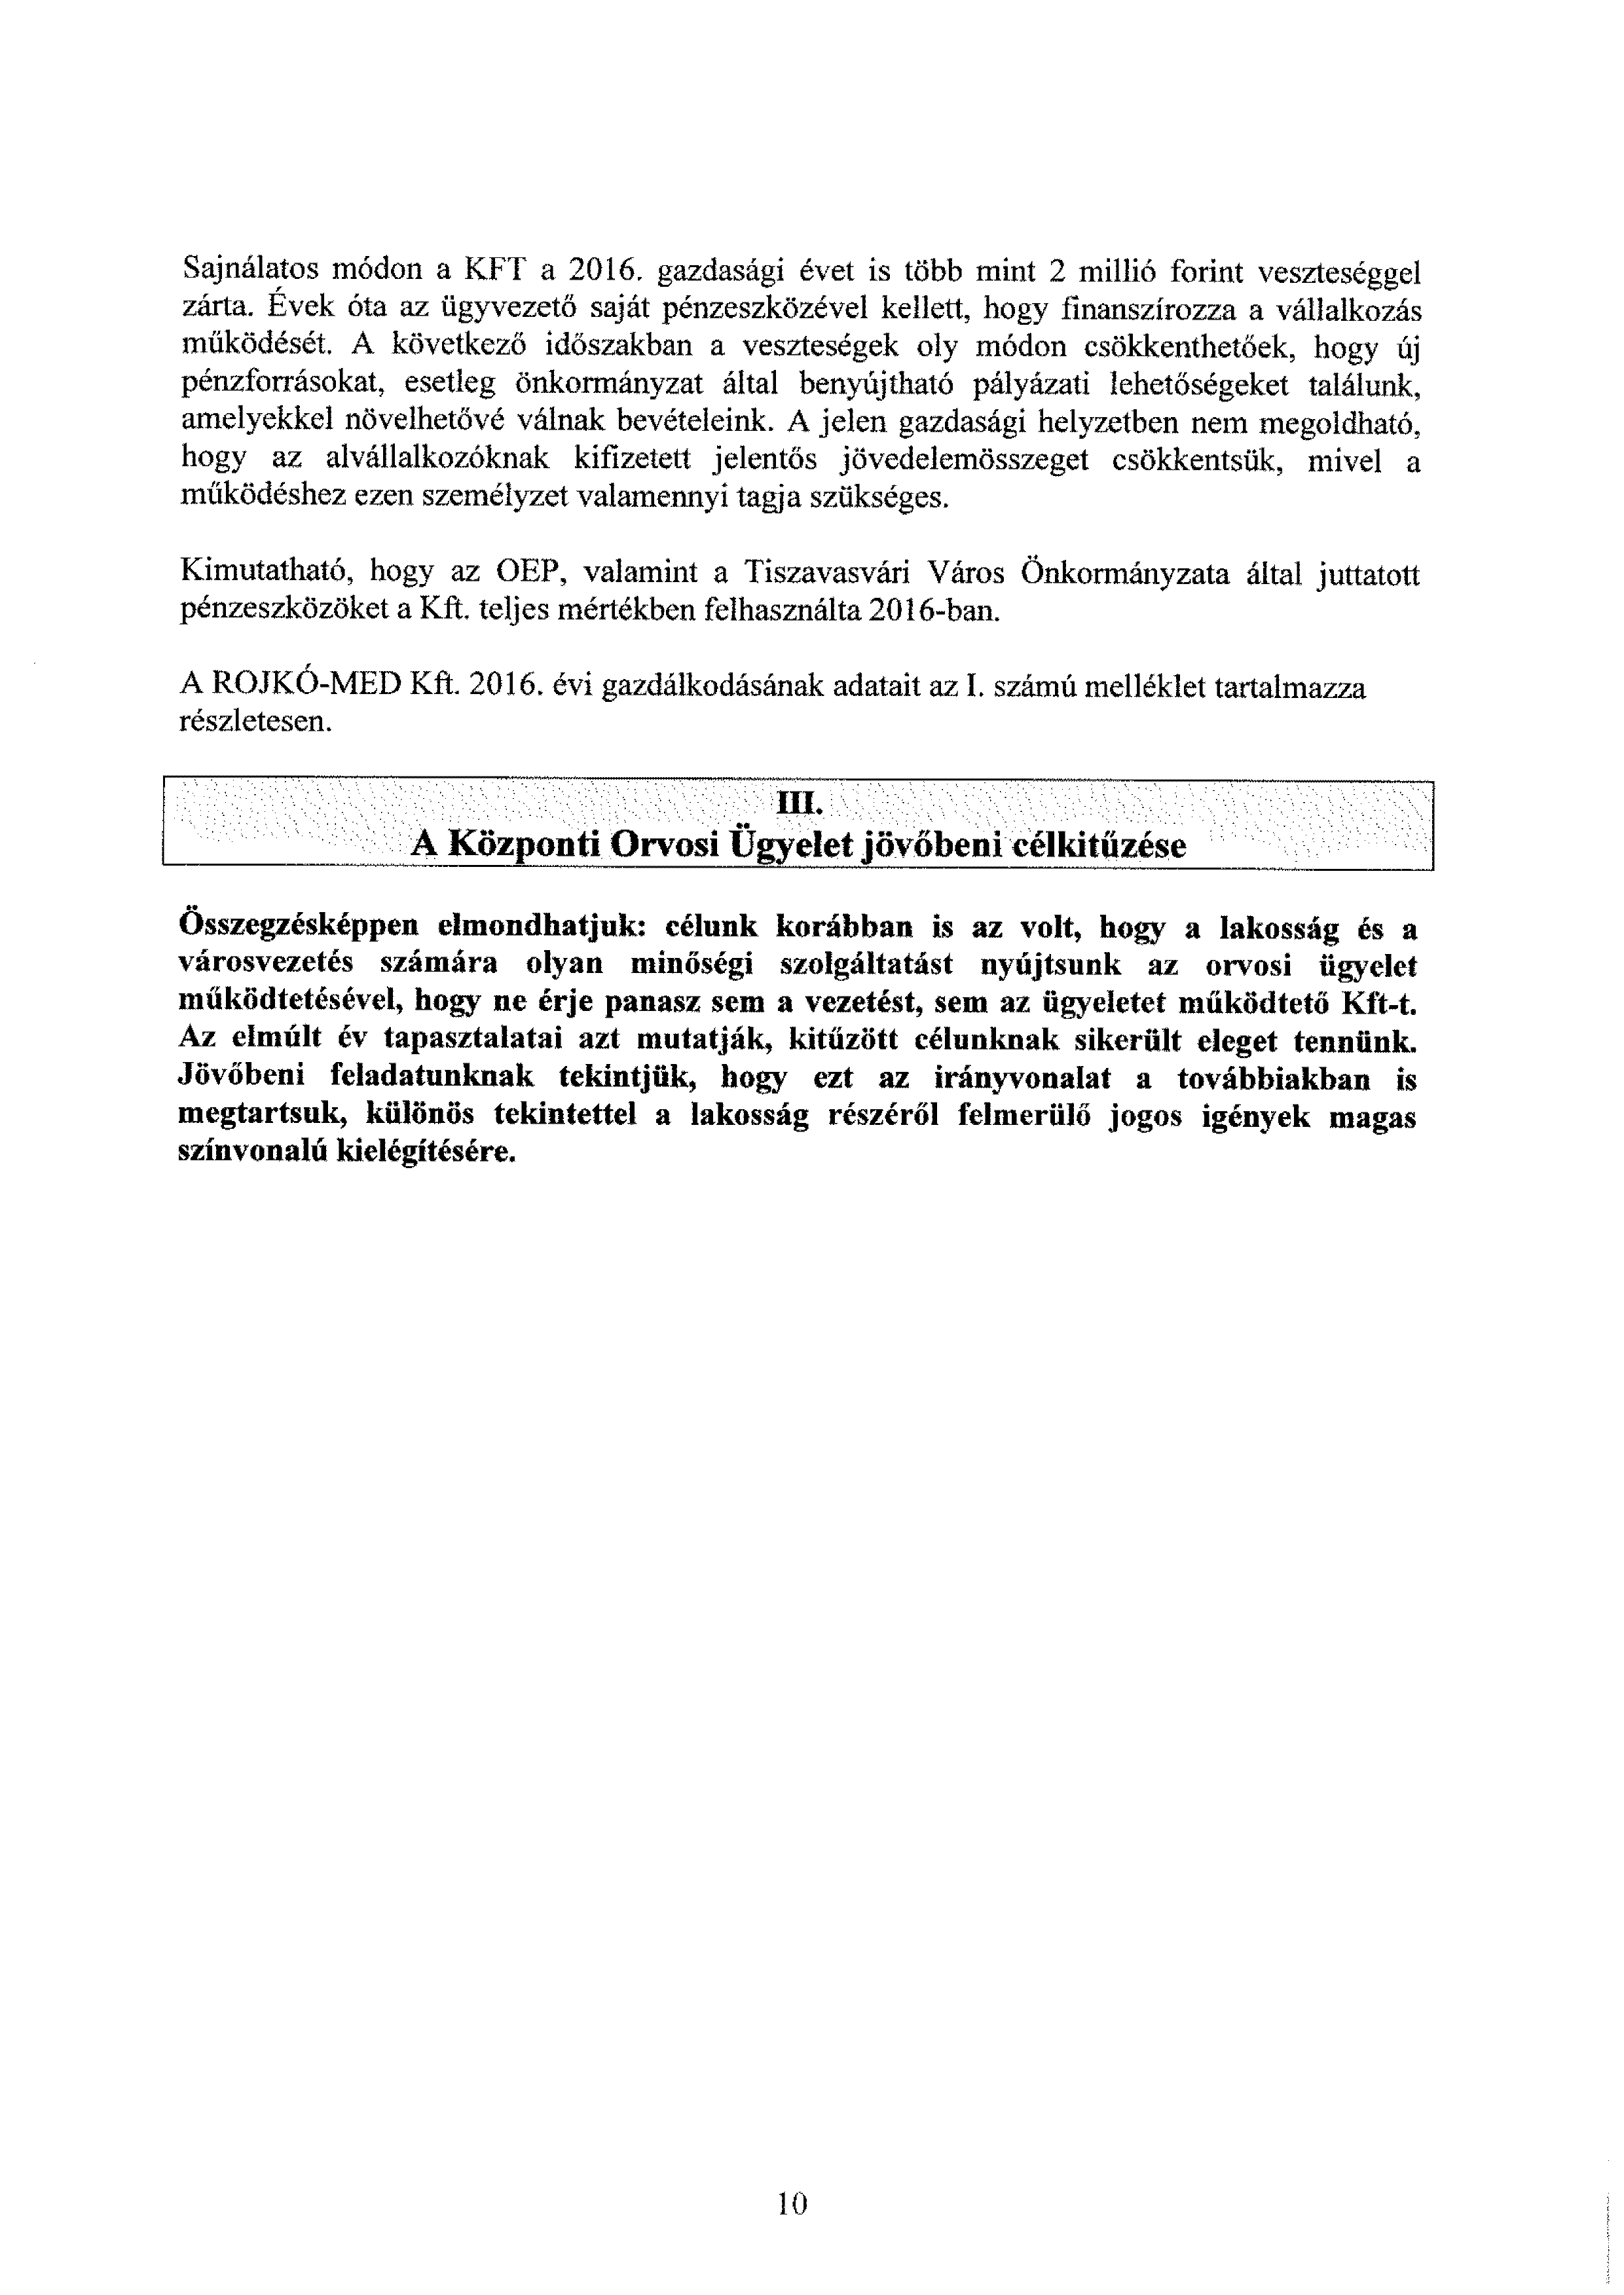 Sajnálatos módon a KFT a 2016. gazdasági évet is több mint 2 millió forint veszteséggel
zárta. Évek óta az ügyvezető saját pénzeszközével kellett, hogy finanszírozza a vállalkozás
működését. A következő időszakban a veszteségek oly módon csökkenthetőek, hogy új
pénzforrásokat, esetleg önkormányzat által benyújtható pályázati lehetőségeket találunk,
amelyekkel növelhetővé válnak bevételeink. A jelen gazdasági helyzetben nem megoldható,
hogy az alvállalkozóknak kifizetett jelentős jövedelemösszeget csökkentsük, mivel a
működéshez ezen személyzet valamennyi tagja szükséges.
Kimutatható, hogy az OEP, valamint a Tiszavasvári Város Önkormányzata által juttatott
pénzeszközöket a Kft. teljes mértékben felhasználta 2016-ban.
A ROJKÓ-MED Kft. 2016. évi gazdálkodásának adatait az I. számú melléklet tartalmazza
részletesen.
III.
A Központi Orvosi Ügyelet jövőbeni célkitűzése
Összegzésképpen elmondhatjuk: célunk korábban is az volt, hogy a lakosság és a
városvezetés számára olyan minőségi szolgáltatást nyújtsunk az orvosi ügyelet
működtetésével, hogy ne érje panasz sem a vezetést, sem az ügyeletet működtető Kft-t.
Az elmúlt év tapasztalatai azt mutatják, kitűzött célunknak sikerült eleget tennünk.
Jövőbeni feladatunknak tekintjük, hogy ezt az irányvonalat a továbbiakban is
megtartsuk, különös tekintettel a lakosság részéről felmerülő jogos igények magas
színvonalú kielégítésére.
10